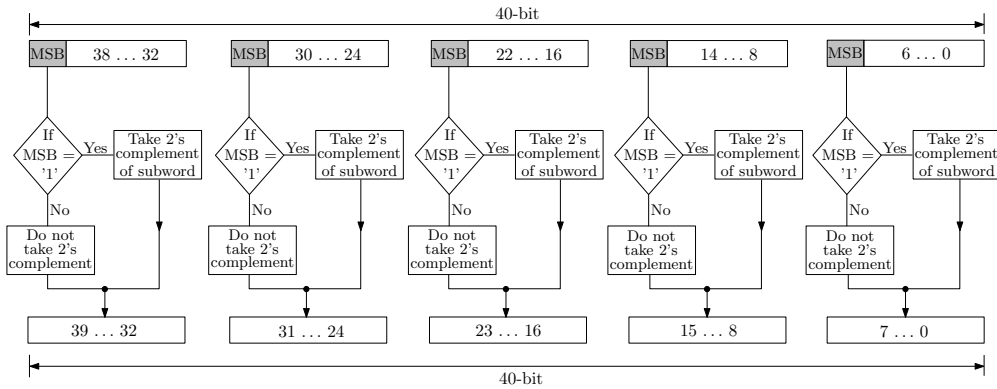 40-bit
MSB 38 ... 32 MSB 30 ... 24 MSB 22 ... 16 MSB 14 ... 8 MSB 6 ... 0
If
MSB =
'1'
Yes
Take 2's
complement
of subword
No
Do not
take 2's
complement
If
MSB =
'1'
Yes
Take 2's
complement
of subword
No
Do not
take 2's
complement
If
MSB =
'1'
Yes
Take 2's
complement
of subword
No
Do not
take 2's
complement
If
MSB =
'1'
Yes
Take 2's
complement
of subword
No
Do not
take 2's
complement
If
MSB =
'1'
Yes
Take 2's
complement
of subword
No
Do not
take 2's
complement
39 ... 32 31 ... 24 23 ... 16 15 ... 8 7 ... 0
40-bit